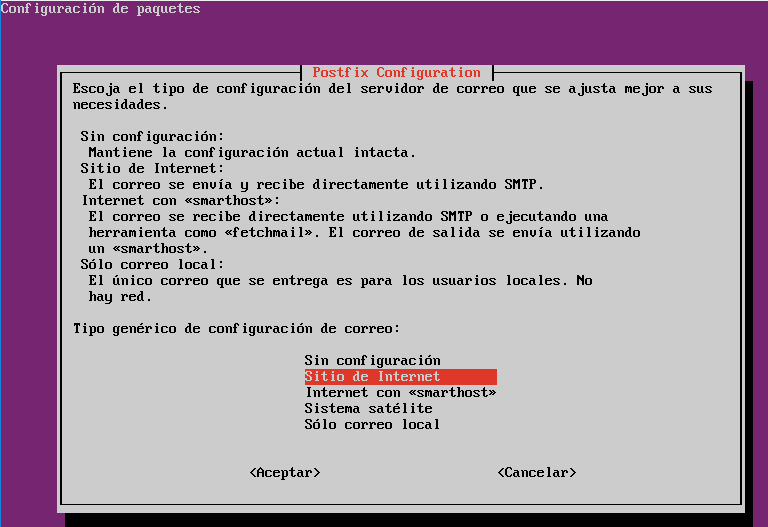 Configuración de paquetes
Postfix Configuration
Escoja el tipo de configuración del servidor de correo que se ajusta mejor a sus
necesidades.
Sin configuración:
Mantiene la configuración actual intacta.
Sitio de Internet:
El correo se envía y recibe directamente utilizando SMTP.
Internet con «smarthost»:
El correo se recibe directamente utilizando SMTP o ejecutando una
herramienta como «fetchmail». El correo de salida se envía utilizando
un «smarthost».
Sólo correo local:
El único correo que se entrega es para los usuarios locales. No
hay red.
Tipo genérico de configuración de correo:
Sin configuración
Sitio de Internet
Internet con «smarthost»
Sistema satélite
Sólo correo local
<Aceptar> <Cancelar>